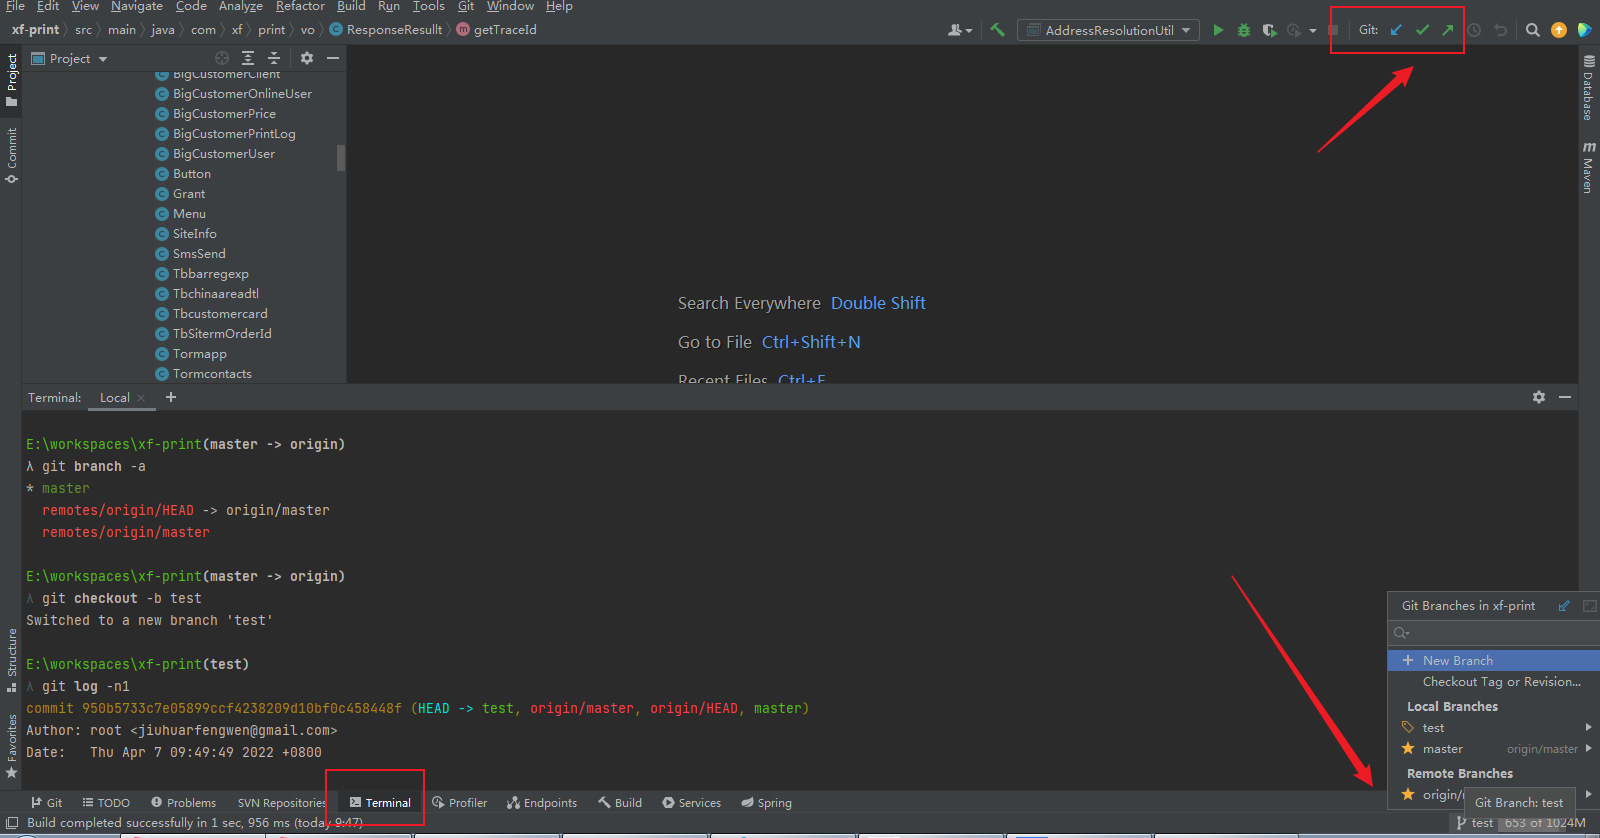 File Edit View Navigate Code Analyze Refactor Build Run Tools Git Window Help
xf-print src main java com xf print vo ResponseResullt getTraceId
AddressResolutionUtil
Git:
Project
Project
Commit
Structure
Favorites
Database
Maven
BigCustomerClient
BigCustomerOnlineUser
BigCustomerPrice
BigCustomerPrintLog
BigCustomerUser
Button
Grant
Menu
SiteInfo
SmsSend
Tbbarregexp
Tbchinaareadtl
Tbcustomercard
TbSitermOrderId
Tormapp
Tormcontacts
Search Everywhere Double Shift
Go to File Ctrl+Shift+N
Recent Files Ctrl+E
Terminal: Local
E:\workspaces\xf-print(master -> origin)
λ git branch -a
* master
remotes/origin/HEAD -> origin/master
remotes/origin/master
E:\workspaces\xf-print(master -> origin)
λ git checkout -b test
Switched to a new branch 'test'
E:\workspaces\xf-print(test)
λ git log -n1
commit 950b5733c7e05899ccf4238209d10bf0c458448f (HEAD -> test, origin/master, origin/HEAD, master)
Author: root <jiuhuarfengwen@gmail.com>
Date: Thu Apr 7 09:49:49 2022 +0800
Git Branches in xf-print
New Branch
Checkout Tag or Revision...
Local Branches
test
master origin/master
Remote Branches
Git Branch: test
Git TODO Problems SVN Repositories Terminal Profiler Endpoints Build Services Spring
Build completed successfully in 1 sec, 956 ms (today 9:47)
test 653 of 1024M